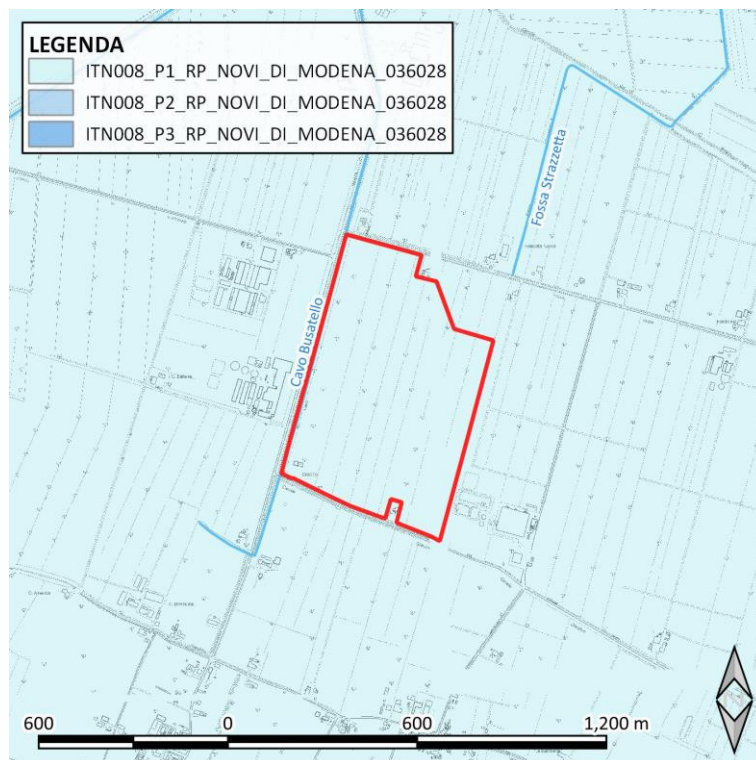 LEGENDA
ITN008_P1_RP_NOVI_DI_MODENA_036028
ITN008_P2_RP_NOVI_DI_MODENA_036028
ITN008_P3_RP_NOVI_DI_MODENA_036028
Fossa Strazzetta
Cavo Busatello
600
0
600
1,200 m